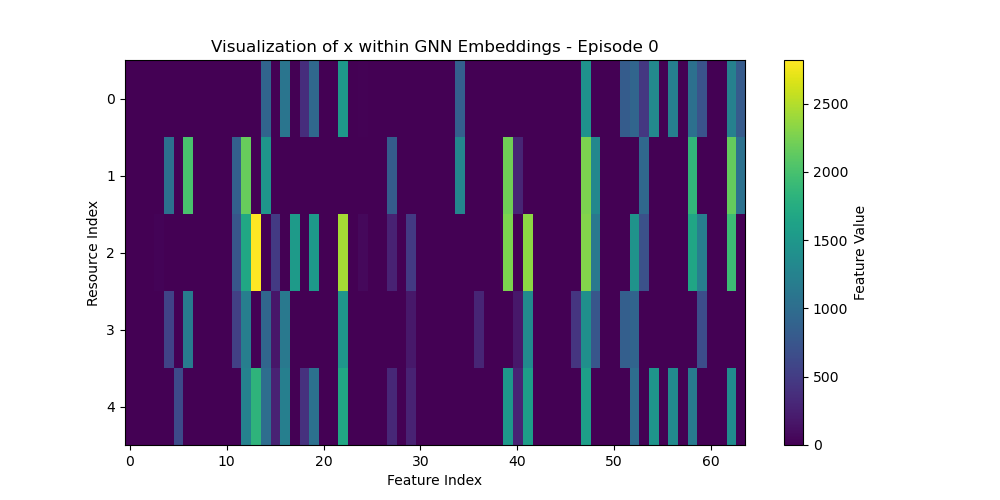 Visualization of x within GNN Embeddings - Episode 0
Resource Index
0
1
2
3
4
0 10 20 30 40 50 60
Feature Index
2500
2000
1500
1000
500
0
Feature Value